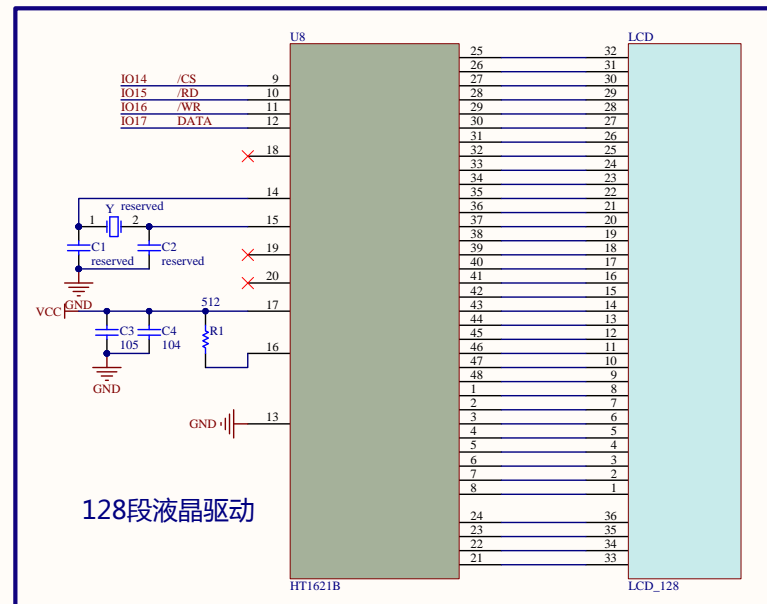 U8
LCD
25 32
26 31
IO14 /CS 9 27 30
IO15 /RD 10 28 29
IO16 /WR 11 29 28
IO17 DATA 12 30 27
31 26
18 32 25
33 24
34 23
14 35 22
Y reserved 36 21
1 2 15 37 20
C1 C2 38 19
reserved reserved 19 39 18
40 17
20 41 16
42 15
VCC GND 512 17 43 14
44 13
C3 C4 R1 45 12
105 104 16 46 11
47 10
GND 48 9
1 8
2 7
GND 13 3 6
4 5
5 4
6 3
7 2
8 1
128段液晶驱动
24 36
23 35
22 34
21 33
HT1621B
LCD_128